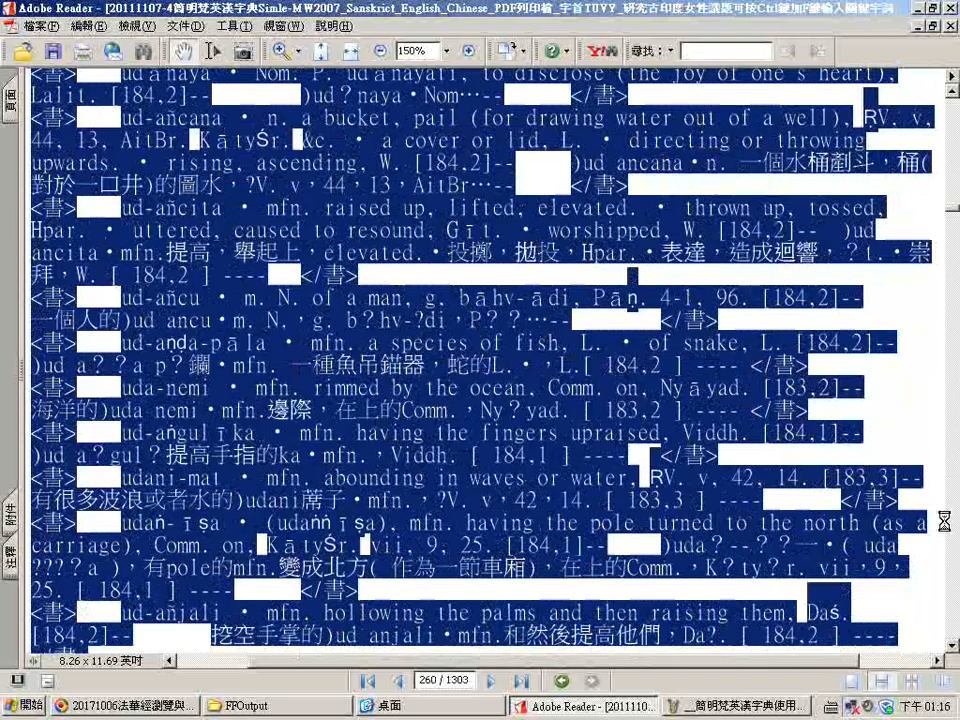 Adobe Reader - [20111107-4簡明梵英漢字典Simle-MW2007_Sanskrict_English_Chinese_PDF列印檔_字首TUVY_研究古印度女性議題可按Ctrl鍵加F鍵輸入關鍵字詞
檔案(F) 編輯(E) 檢視(V) 文件(D) 工具(T) 視窗(W) 說明(H)
150% 尋找:
<書> udānaya • Nom. P. udānayati, to disclose (the joy of one's heart),
Lalit. [184,2]-- )ud?naya•Nom…-- </書>
<書> ud-añcana • n. a bucket, pail (for drawing water out of a well), RV. v,
44, 13, AitBr. KātyŚr. &c. • a cover or lid, L. • directing or throwing
upwards. • rising, ascending, W. [184,2]-- )ud ancana•n. 一個水桶剷斗，桶(
對於一口井)的圖水，?V. v，44，13，AitBr…-- </書>
<書> ud-añcita • mfn. raised up, lifted, elevated. • thrown up, tossed,
Hpar. • uttered, caused to resound, Gīt. • worshipped, W. [184,2]-- )ud
ancita•mfn.提高，舉起上，elevated.•投擲，拋投，Hpar.•表達，造成迴響，?t.•崇
拜，W. [ 184,2 ] ---- </書>
<書> ud-añcu • m. N. of a man, g. bāhv-ādi, Pāṇ. 4-1, 96. [184,2]--
一個人的)ud ancu•m. N.，g. b?hv-?di，P??…-- </書>
<書> ud-aṇḍa-pāla • mfn. a species of fish, L. • of snake, L. [184,2]--
)ud a??a p?鑭•mfn. 一種魚吊錨器，蛇的L.•，L.[ 184,2 ] ---- </書>
<書> uda-nemi • mfn. rimmed by the ocean, Comm. on, Nyāyad. [183,2]--
海洋的)uda nemi•mfn.邊際，在上的Comm.，Ny?yad. [ 183,2 ] ---- </書>
<書> ud-aṅgulīka • mfn. having the fingers upraised, Viddh. [184,1]--
)ud a?gul?提高手指的ka•mfn.，Viddh. [ 184,1 ] ---- </書>
<書> udani-mat • mfn. abounding in waves or water, RV. v, 42, 14. [183,3]--
有很多波浪或者水的)udani蓆子•mfn.，?V. v，42，14. [ 183,3 ] ---- </書>
<書> udaṅ-īṣa • (udaṅṅīṣa), mfn. having the pole turned to the north (as a
carriage), Comm. on, KātyŚr. vii, 9, 25. [184,1]-- )uda?--??一•( uda
????a )，有pole的mfn.變成北方( 作為一節車廂)，在上的Comm.，K?ty?r. vii，9，
25. [ 184,1 ] ---- </書>
<書> ud-añjali • mfn. hollowing the palms and then raising them, Daś.
[184,2]-- 挖空手掌的)ud anjali•mfn.和然後提高他們，Da?. [ 184,2 ] ----
頁面
附件
注釋
8.26 x 11.69 英吋
260 / 1303
開始 20171006法華經瀏覽與... FFOutput 桌面 Adobe Reader - [2011110... __簡明梵英漢字典使用... 下午 01:16